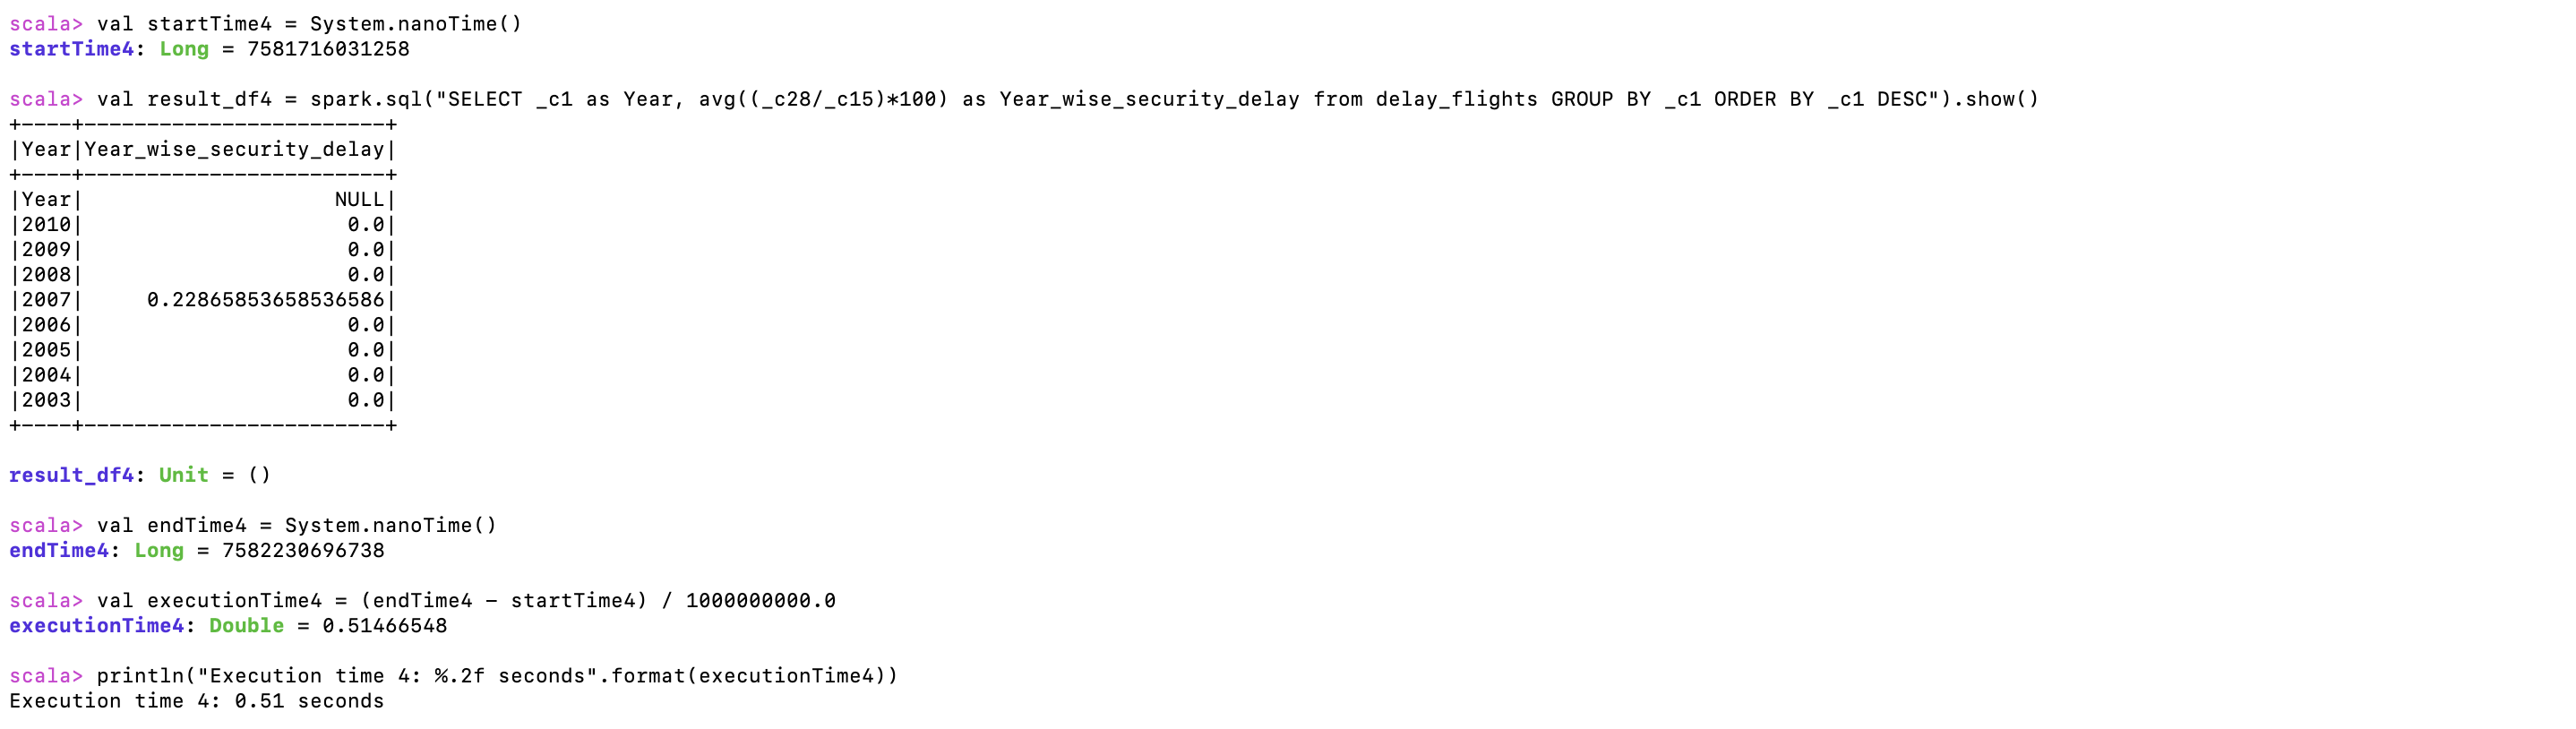 scala> val startTime4 = System.nanoTime()
startTime4: Long = 7581716031258
scala> val result_df4 = spark.sql("SELECT _c1 as Year, avg((_c28/_c15)*100) as Year_wise_security_delay from delay_flights GROUP BY _c1 ORDER BY _c1 DESC").show()
+----+------------------------+
|Year|Year_wise_security_delay|
+----+------------------------+
|Year|                    NULL|
|2010|                     0.0|
|2009|                     0.0|
|2008|                     0.0|
|2007|     0.22865853658536586|
|2006|                     0.0|
|2005|                     0.0|
|2004|                     0.0|
|2003|                     0.0|
+----+------------------------+
result_df4: Unit = ()
scala> val endTime4 = System.nanoTime()
endTime4: Long = 7582230696738
scala> val executionTime4 = (endTime4 - startTime4) / 1000000000.0
executionTime4: Double = 0.51466548
scala> println("Execution time 4: %.2f seconds".format(executionTime4))
Execution time 4: 0.51 seconds